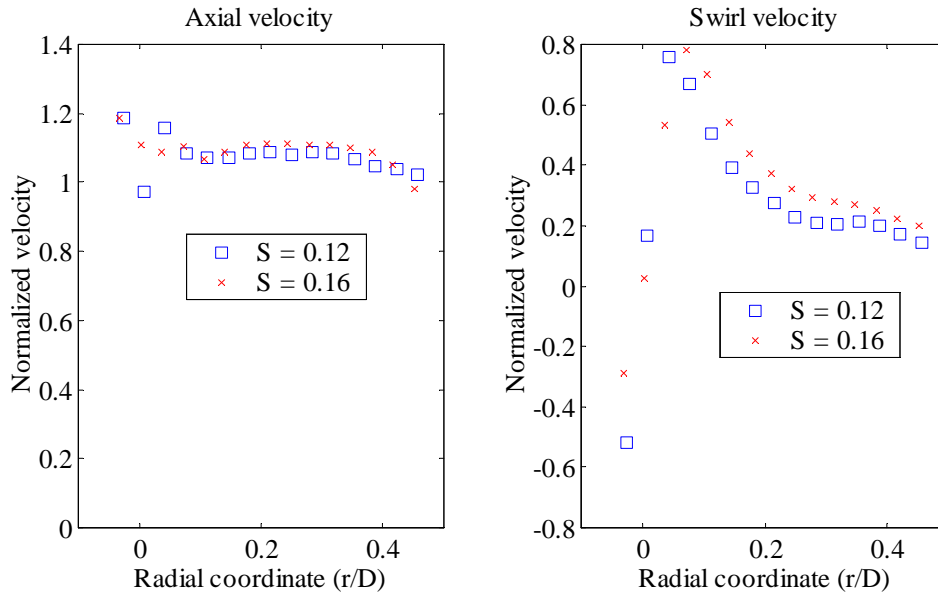 Axial velocity
Normalized velocity
1.4
1.2
1
0.8
0.6
0.4
0.2
0
S = 0.12
S = 0.16
0
0.2
0.4
Radial coordinate (r/D)
Swirl velocity
Normalized velocity
0.8
0.6
0.4
0.2
0
-0.2
-0.4
-0.6
-0.8
S = 0.12
S = 0.16
0
0.2
0.4
Radial coordinate (r/D)